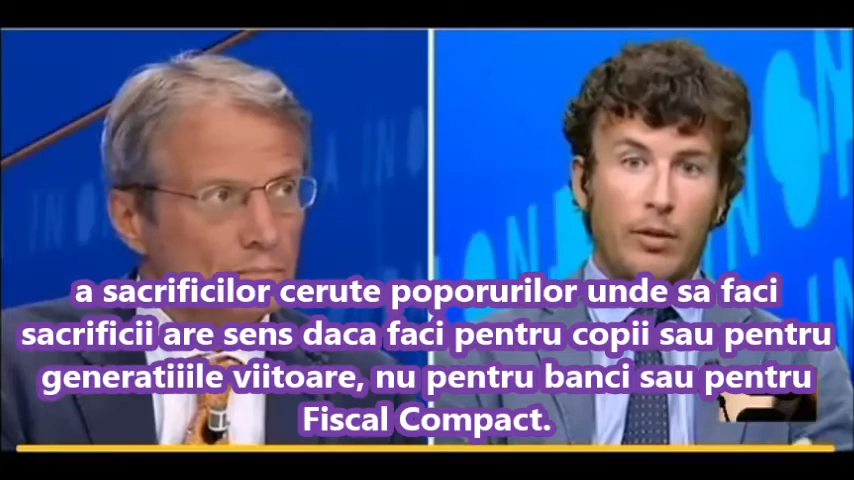 a sacrificilor cerute poporurilor unde sa faci
sacrificii are sens daca faci pentru copii sau pentru
generatiiile viitoare, nu pentru banci sau pentru
Fiscal Compact.